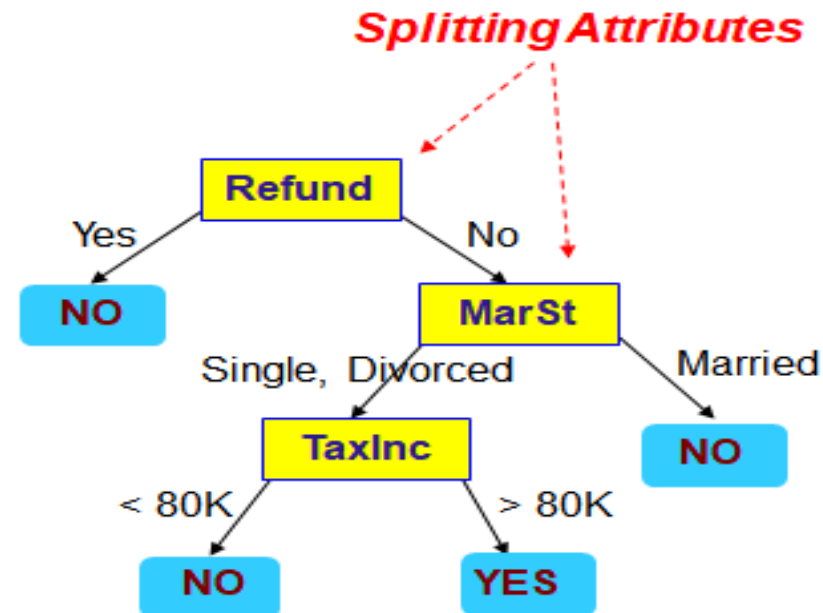 Splitting Attributes
Refund
Yes
No
NO
MarSt
Single, Divorced
Married
TaxInc
NO
< 80K
> 80K
NO
YES